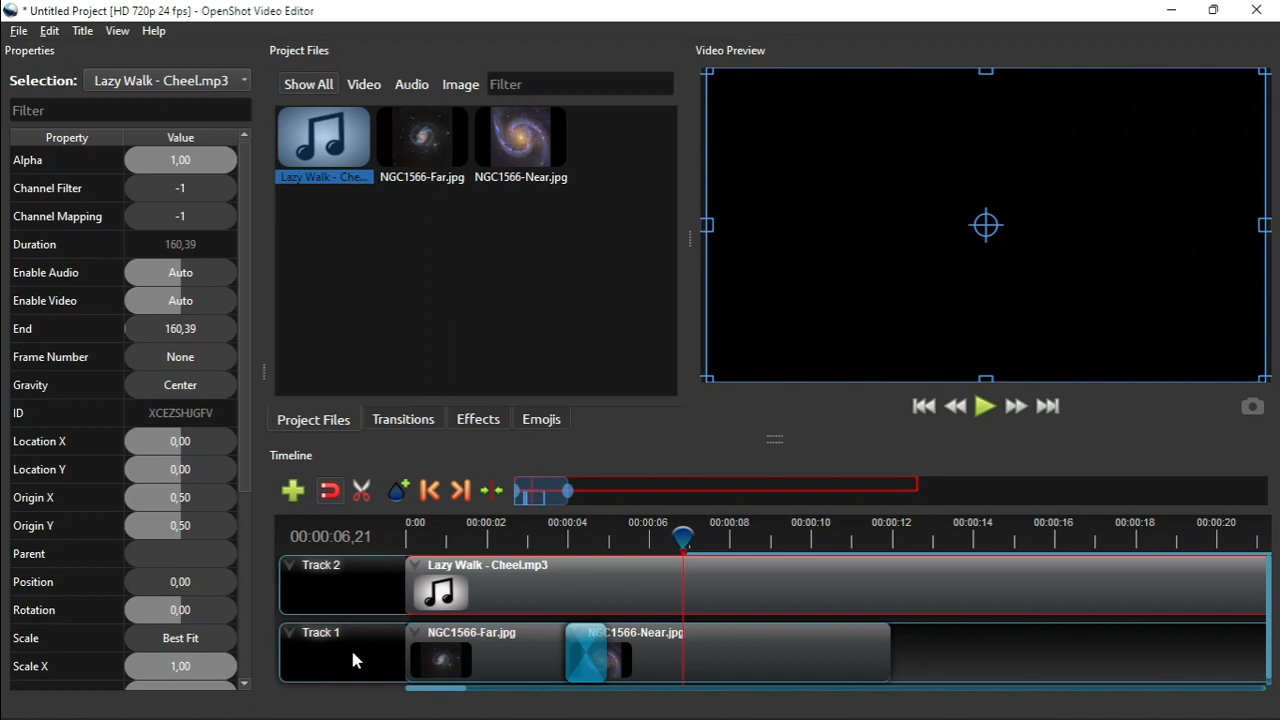 * Untitled Project [HD 720p 24 fps] - OpenShot Video Editor
File Edit Title View Help
Properties
Selection: Lazy Walk - Cheel.mp3
Filter
Property Value
Alpha 1,00
Channel Filter -1
Channel Mapping -1
Duration 160,39
Enable Audio Auto
Enable Video Auto
End 160,39
Frame Number None
Gravity Center
ID XCEZSHJGFV
Location X 0,00
Location Y 0,00
Origin X 0,50
Origin Y 0,50
Parent
Position 0,00
Rotation 0,00
Scale Best Fit
Scale X 1,00
Project Files
Show All Video Audio Image Filter
Lazy Walk - Che... NGC1566-Far.jpg NGC1566-Near.jpg
Project Files Transitions Effects Emojis
Video Preview
Timeline
00:00:06,21
0:00 00:00:02 00:00:04 00:00:06 00:00:08 00:00:10 00:00:12 00:00:14 00:00:16 00:00:18 00:00:20
Track 2 Lazy Walk - Cheel.mp3
Track 1 NGC1566-Far.jpg NGC1566-Near.jpg